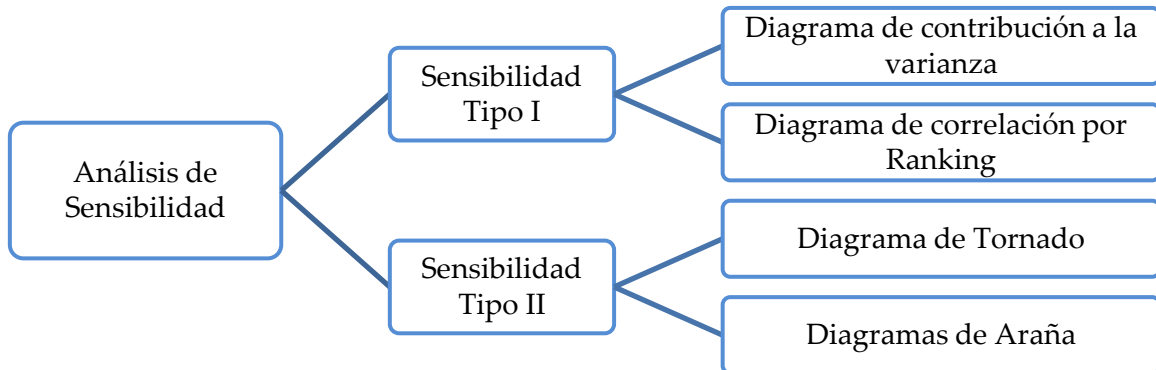 Análisis de
Sensibilidad
Sensibilidad
Tipo I
Diagrama de contribución a la
varianza
Diagrama de correlación por
Ranking
Sensibilidad
Tipo II
Diagrama de Tornado
Diagramas de Araña